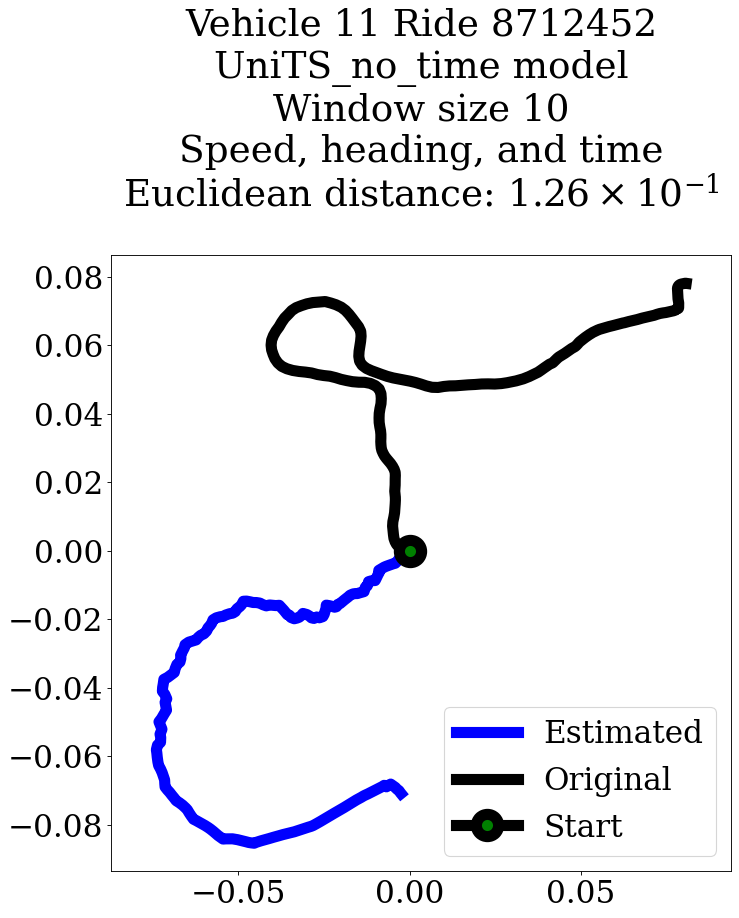 Vehicle 11 Ride 8712452
UniTS_no_time model
Window size 10
Speed, heading, and time
Euclidean distance: 1.26 × 10⁻¹
0.08
0.06
0.04
0.02
0.00
−0.02
−0.04
−0.06
−0.08
−0.05
0.00
0.05
Estimated
Original
Start